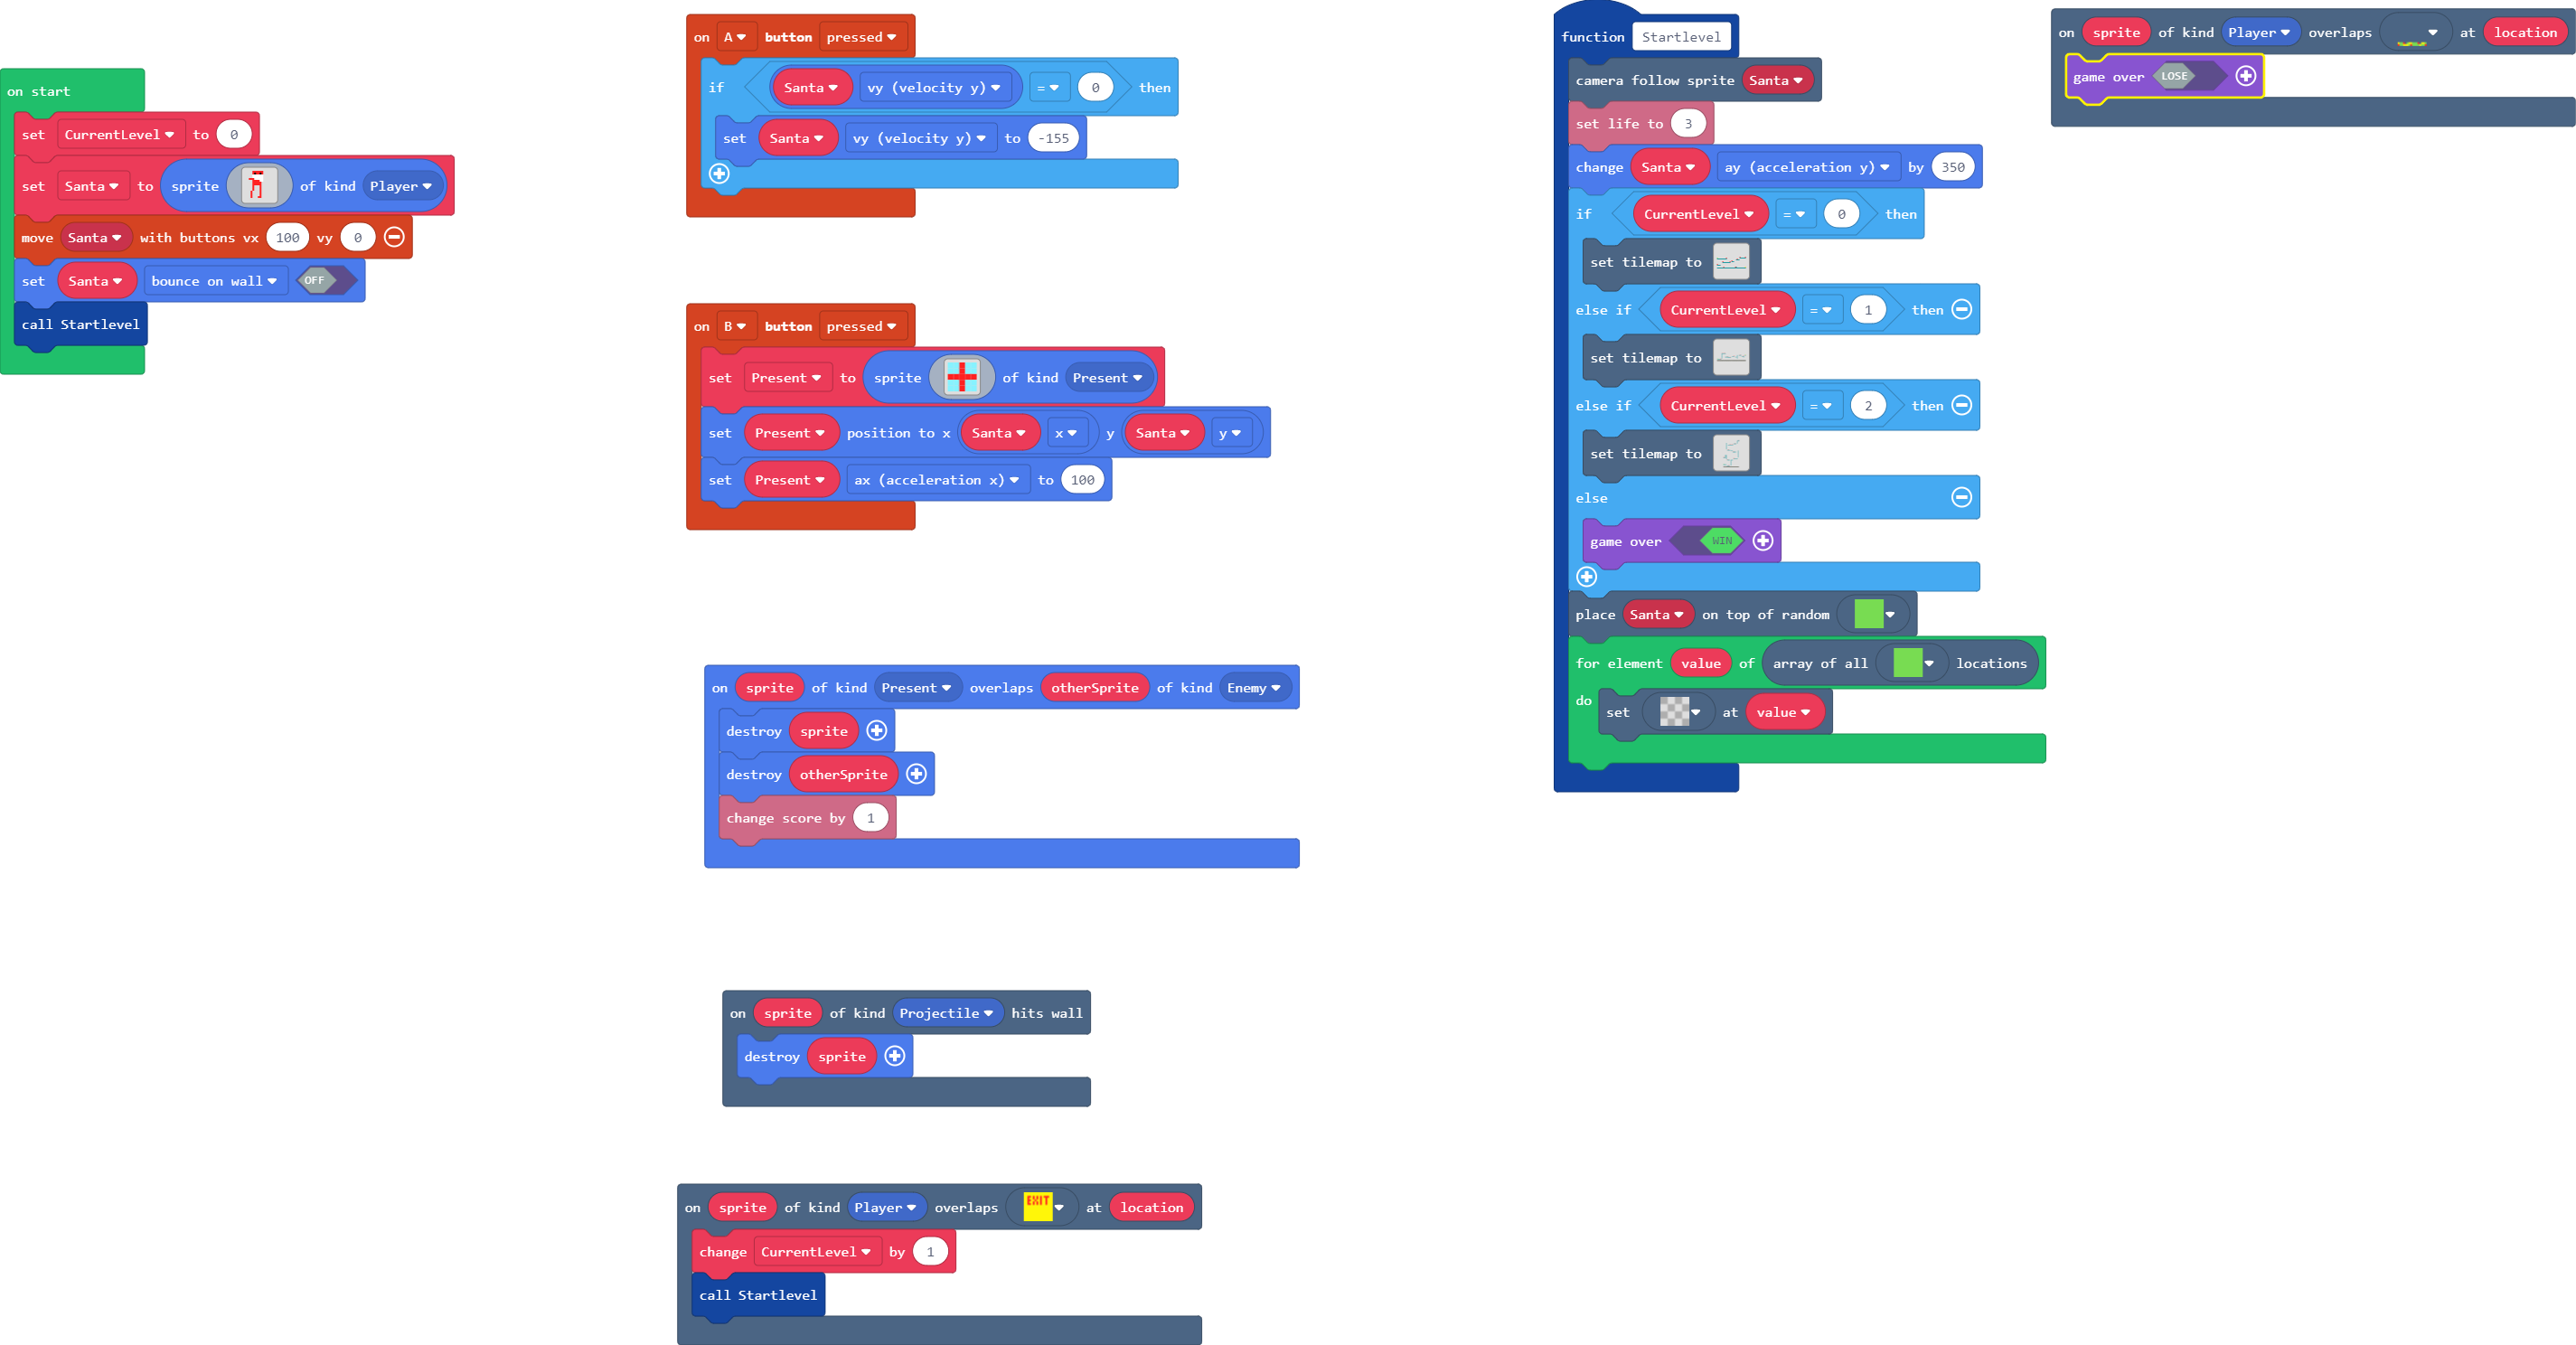 on start
set CurrentLevel to 0
set Santa to sprite of kind Player
move Santa with buttons vx 100 vy 0
set Santa bounce on wall OFF
call Startlevel
on A button pressed
if Santa vy (velocity y) = 0 then
set Santa vy (velocity y) to -155
on B button pressed
set Present to sprite of kind Present
set Present position to x Santa x y Santa y
set Present ax (acceleration x) to 100
on sprite of kind Present overlaps otherSprite of kind Enemy
destroy sprite
destroy otherSprite
change score by 1
on sprite of kind Projectile hits wall
destroy sprite
on sprite of kind Player overlaps EXIT at location
change CurrentLevel by 1
call Startlevel
function Startlevel
camera follow sprite Santa
set life to 3
change Santa ay (acceleration y) by 350
if CurrentLevel = 0 then
set tilemap to
else if CurrentLevel = 1 then
set tilemap to
else if CurrentLevel = 2 then
set tilemap to
else
game over WIN
place Santa on top of random
for element value of array of all locations
do set at value
on sprite of kind Player overlaps at location
game over LOSE